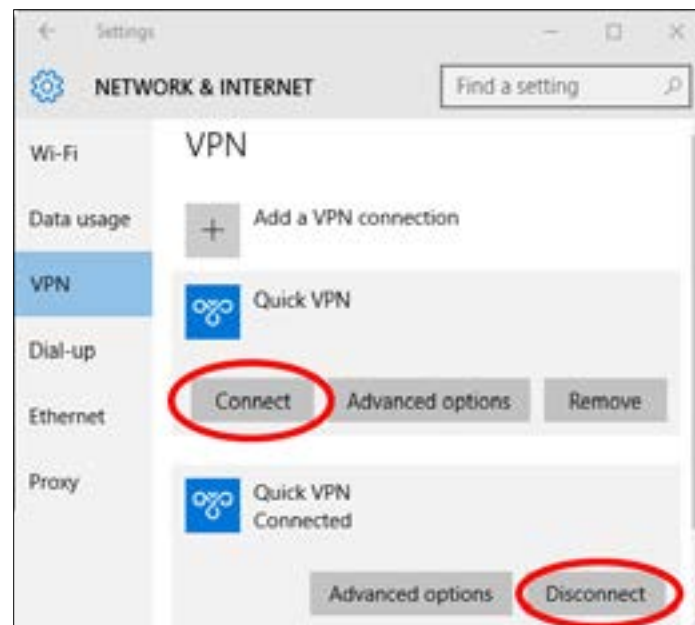 Settings
NETWORK & INTERNET
Find a setting
Wi-Fi
Data usage
VPN
Dial-up
Ethernet
Proxy
VPN
Add a VPN connection
Quick VPN
Connect
Advanced options
Remove
Quick VPN
Connected
Advanced options
Disconnect